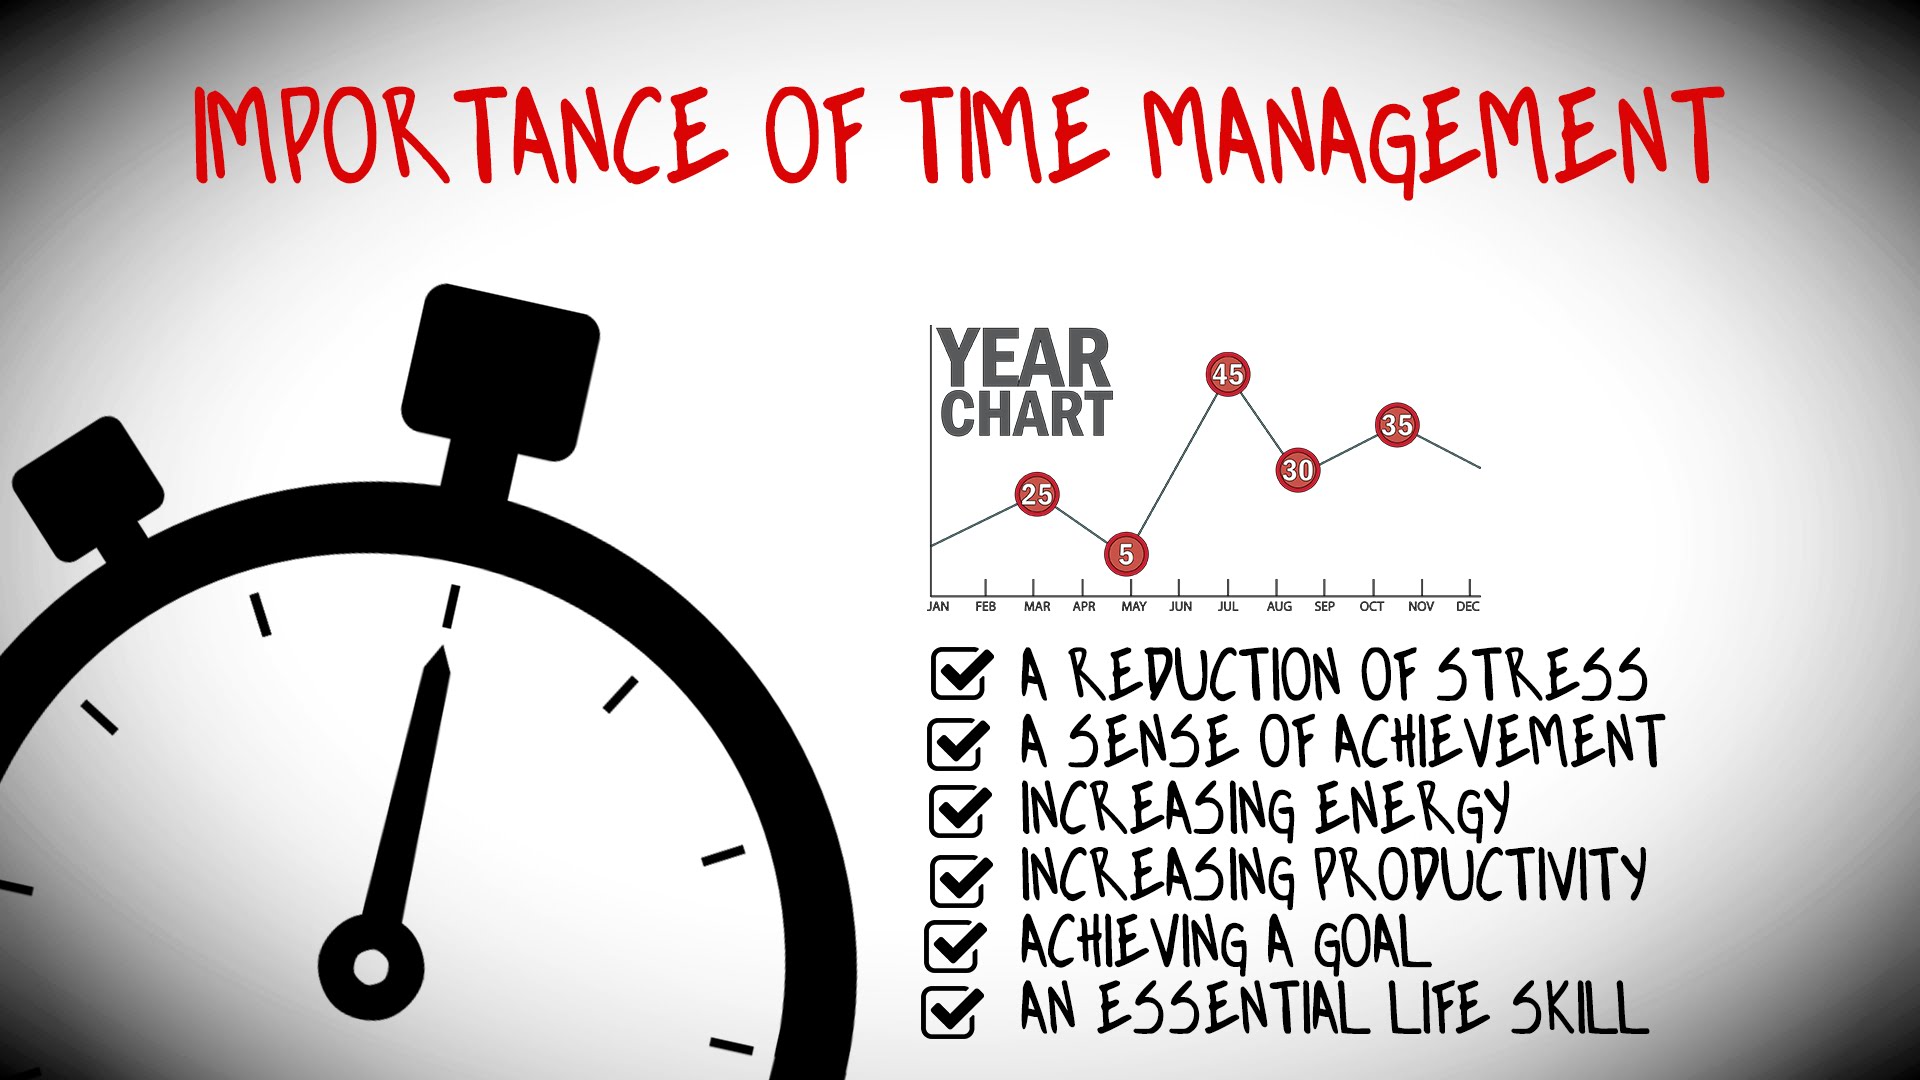 IMPORTANCE OF TIME MANAGEMENT
YEAR
CHART
45
35
30
25
5
JAN FEB MAR APR MAY JUN JUL AUG SEP OCT NOV DEC
A REDUCTION OF STRESS
A SENSE OF ACHIEVEMENT
INCREASING ENERGY
INCREASING PRODUCTIVITY
ACHIEVING A GOAL
AN ESSENTIAL LIFE SKILL